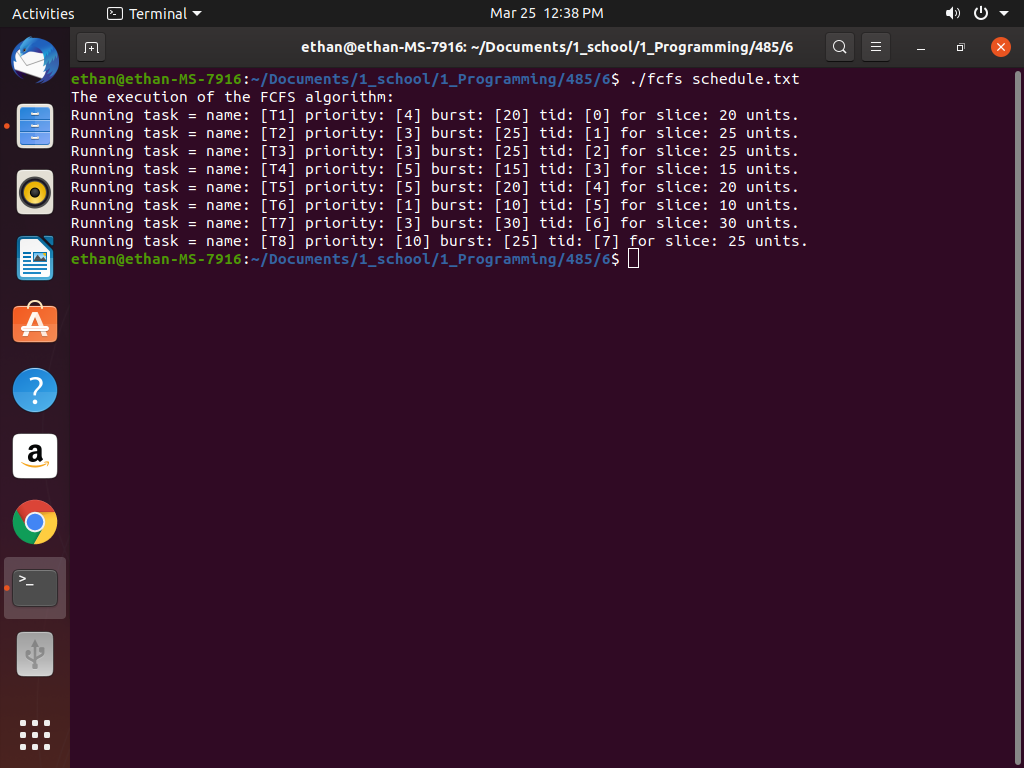 Activities
Terminal
Mar 25 12:38 PM
ethan@ethan-MS-7916: ~/Documents/1_school/1_Programming/485/6
ethan@ethan-MS-7916:~/Documents/1_school/1_Programming/485/6$ ./fcfs schedule.txt
The execution of the FCFS algorithm:
Running task = name: [T1] priority: [4] burst: [20] tid: [0] for slice: 20 units.
Running task = name: [T2] priority: [3] burst: [25] tid: [1] for slice: 25 units.
Running task = name: [T3] priority: [3] burst: [25] tid: [2] for slice: 25 units.
Running task = name: [T4] priority: [5] burst: [15] tid: [3] for slice: 15 units.
Running task = name: [T5] priority: [5] burst: [20] tid: [4] for slice: 20 units.
Running task = name: [T6] priority: [1] burst: [10] tid: [5] for slice: 10 units.
Running task = name: [T7] priority: [3] burst: [30] tid: [6] for slice: 30 units.
Running task = name: [T8] priority: [10] burst: [25] tid: [7] for slice: 25 units.
ethan@ethan-MS-7916:~/Documents/1_school/1_Programming/485/6$
A
?
a
>_